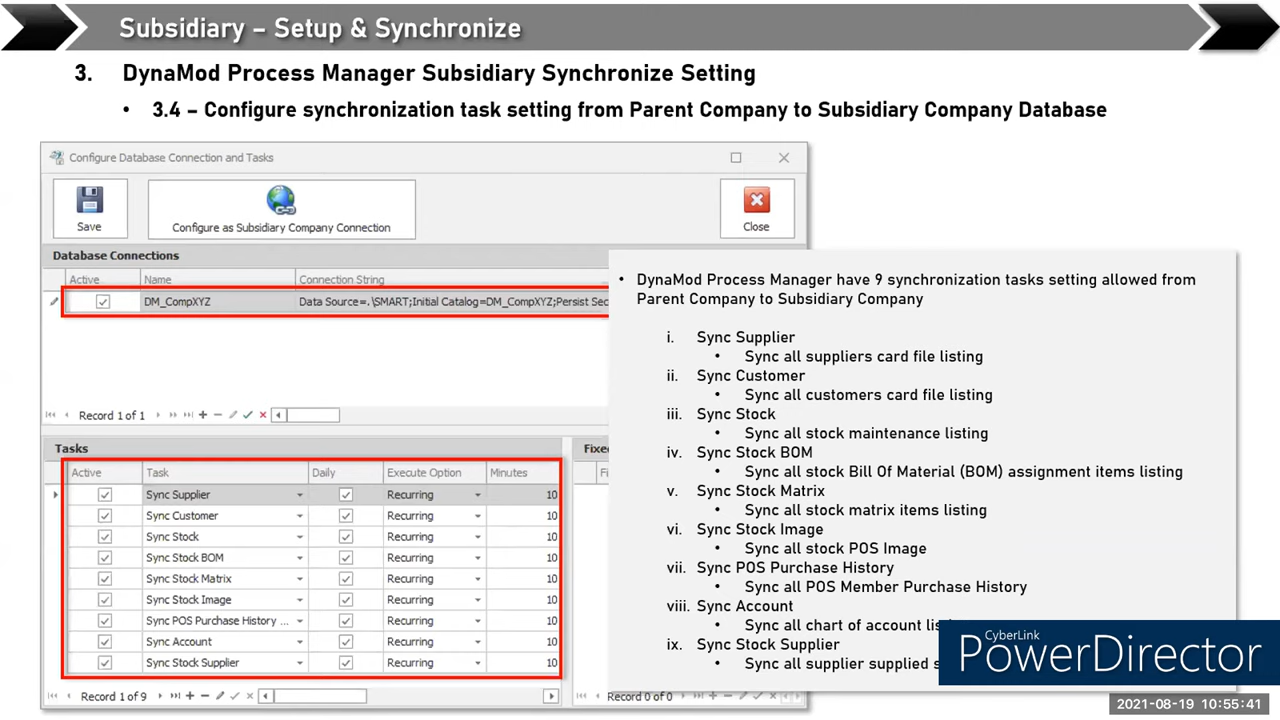 Subsidiary – Setup & Synchronize
3. DynaMod Process Manager Subsidiary Synchronize Setting
• 3.4 – Configure synchronization task setting from Parent Company to Subsidiary Company Database
Configure Database Connection and Tasks
Save
Configure as Subsidiary Company Connection
Close
Database Connections
Active Name Connection String
DM_CompXYZ Data Source=.\SMART;Initial Catalog=DM_CompXYZ;Persist Sec
Record 1 of 1
Tasks
Active Task Daily Execute Option Minutes
Sync Supplier Recurring 10
Sync Customer Recurring 10
Sync Stock Recurring 10
Sync Stock BOM Recurring 10
Sync Stock Matrix Recurring 10
Sync Stock Image Recurring 10
Sync POS Purchase History ... Recurring 10
Sync Account Recurring 10
Sync Stock Supplier Recurring 10
Record 1 of 9
Fixe
Fi
Record 0 of 0
• DynaMod Process Manager have 9 synchronization tasks setting allowed from
Parent Company to Subsidiary Company
i. Sync Supplier
• Sync all suppliers card file listing
ii. Sync Customer
• Sync all customers card file listing
iii. Sync Stock
• Sync all stock maintenance listing
iv. Sync Stock BOM
• Sync all stock Bill Of Material (BOM) assignment items listing
v. Sync Stock Matrix
• Sync all stock matrix items listing
vi. Sync Stock Image
• Sync all stock POS Image
vii. Sync POS Purchase History
• Sync all POS Member Purchase History
viii. Sync Account
• Sync all chart of account
ix. Sync Stock Supplier
• Sync all supplier supplied
CyberLink
PowerDirector
2021-08-19 10:55:41